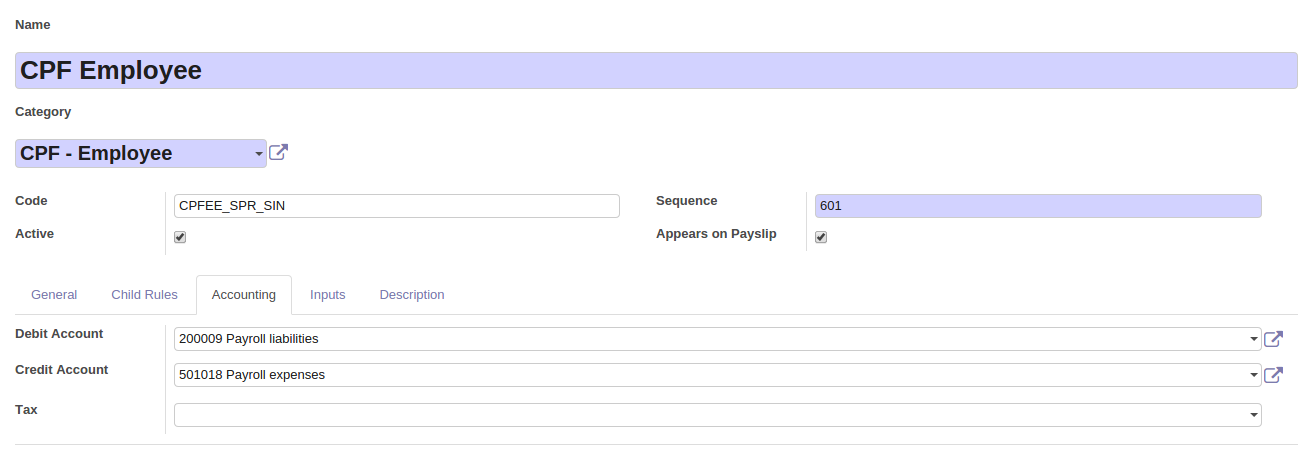 Name
CPF Employee
Category
CPF - Employee
Code
CPFEE_SPR_SIN
Sequence
601
Active
Appears on Payslip
General Child Rules Accounting Inputs Description
Debit Account
200009 Payroll liabilities
Credit Account
501018 Payroll expenses
Tax